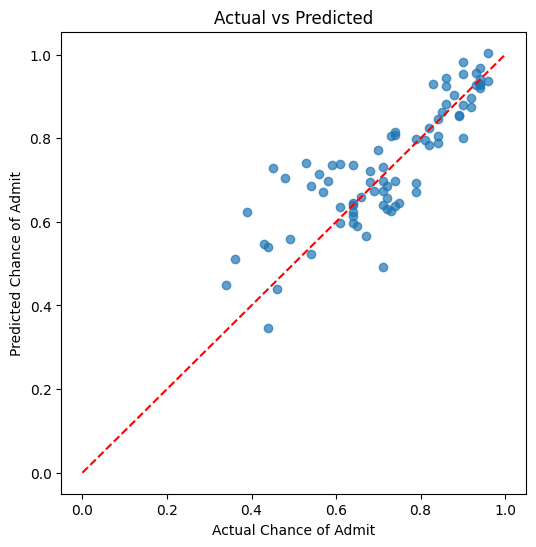 Actual vs Predicted
Predicted Chance of Admit
1.0
0.8
0.6
0.4
0.2
0.0
0.0 0.2 0.4 0.6 0.8 1.0
Actual Chance of Admit